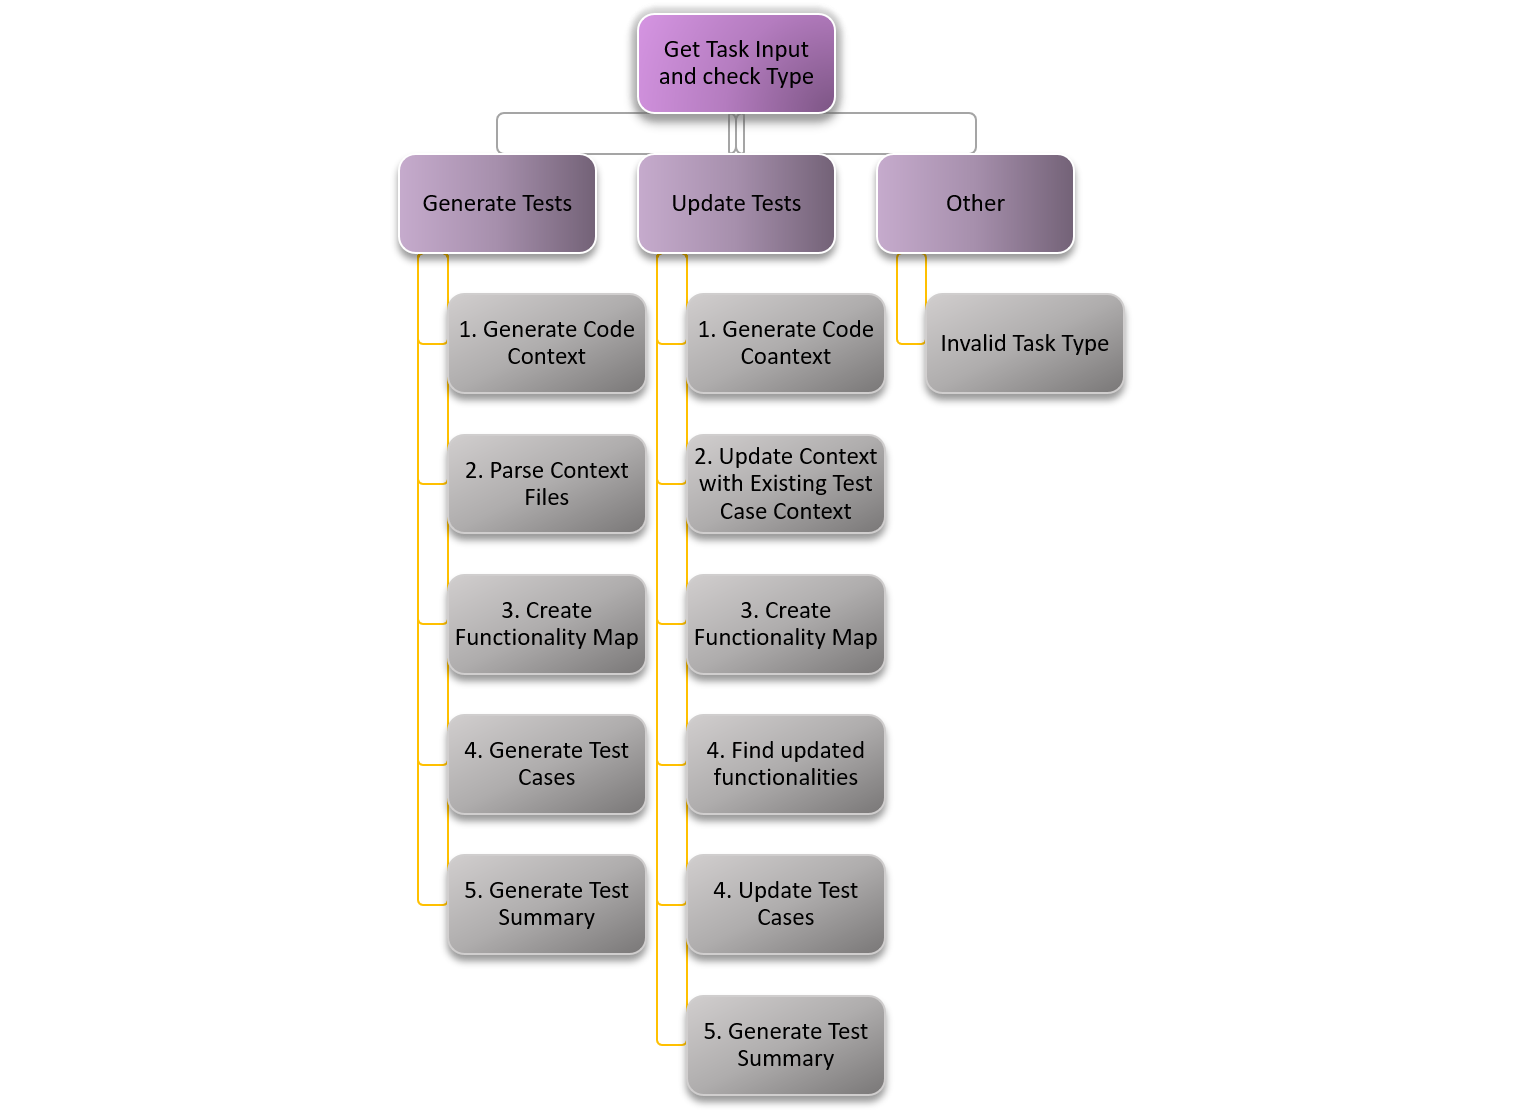 Get Task Input
and check Type
Generate Tests
Update Tests
Other
1. Generate Code
Context
2. Parse Context
Files
3. Create
Functionality Map
4. Generate Test
Cases
5. Generate Test
Summary
1. Generate Code
Coantext
2. Update Context
with Existing Test
Case Context
3. Create
Functionality Map
4. Find updated
functionalities
4. Update Test
Cases
5. Generate Test
Summary
Invalid Task Type